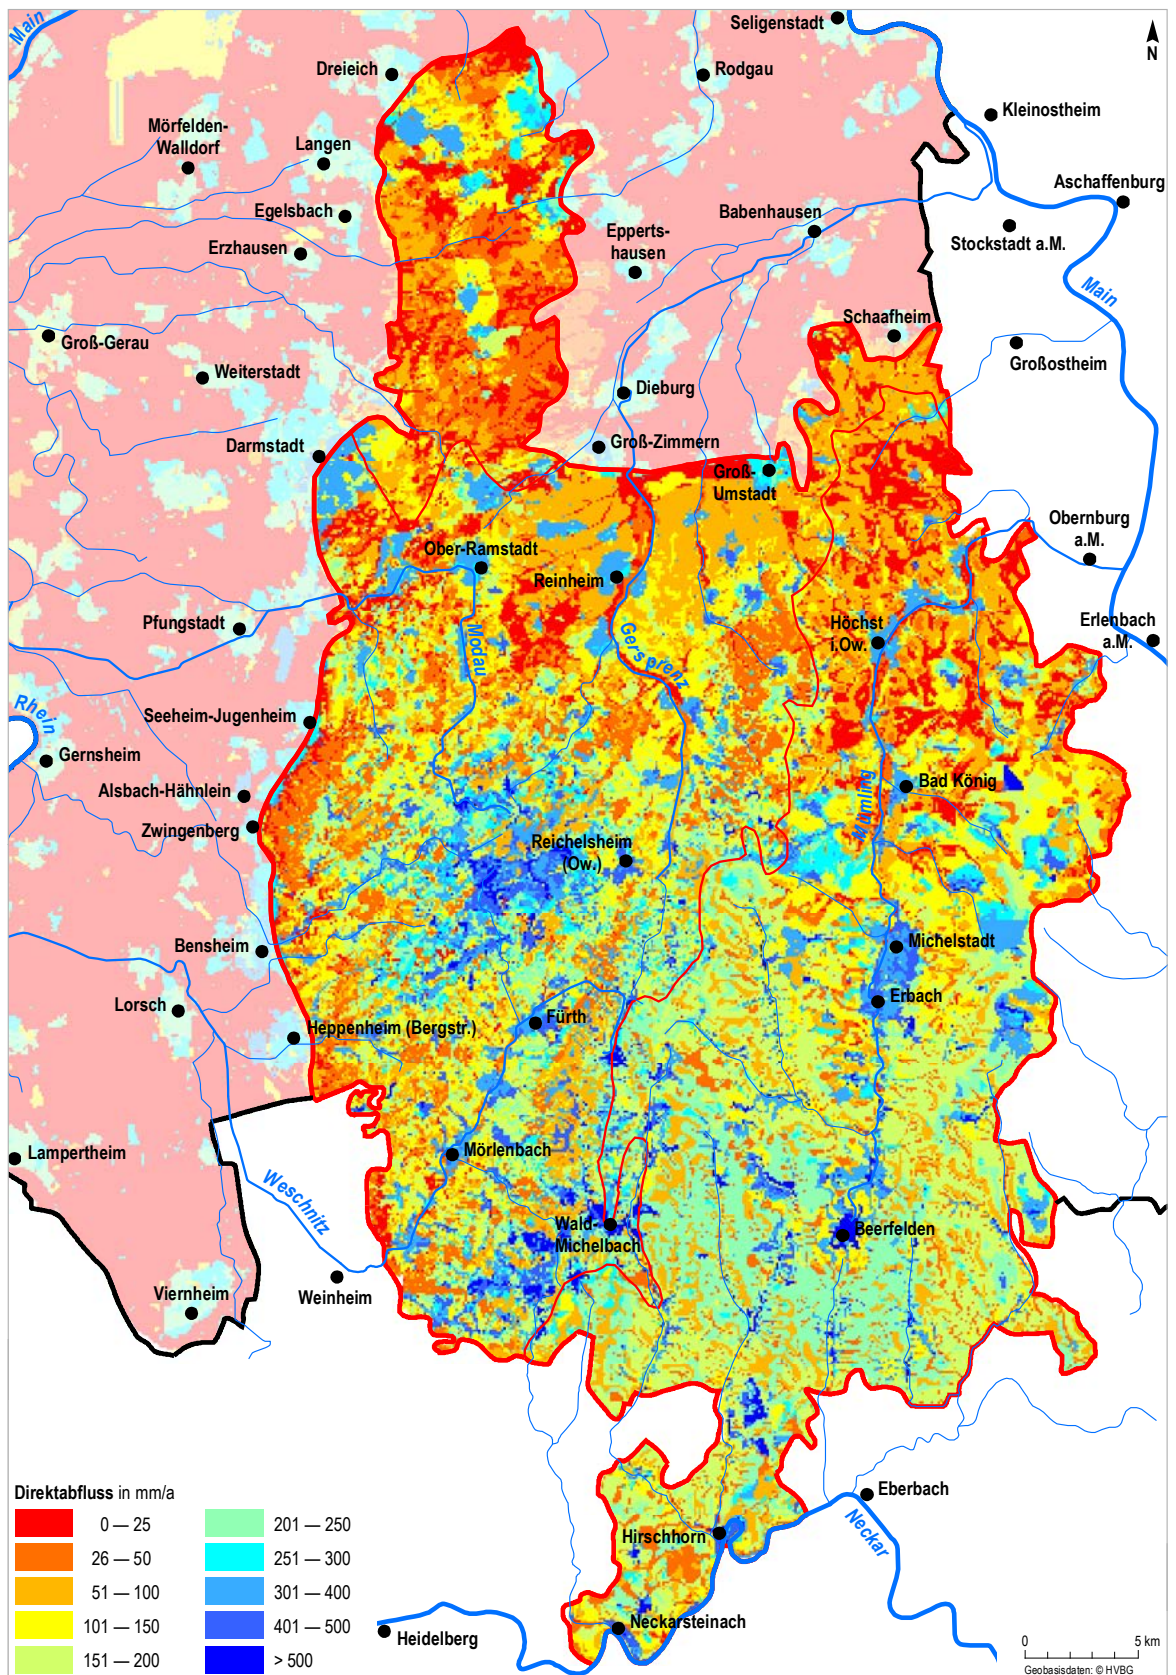 Main
Seligenstadt
N
Dreieich
Rodgau
Kleinostheim
Mörfelden-
Walldorf
Langen
Aschaffenburg
Egelsbach
Babenhausen
Epperts-
hausen
Stockstadt a.M.
Erzhausen
Main
Schaafheim
Groß-Gerau
Großostheim
Weiterstadt
Dieburg
Darmstadt
Groß-Zimmern
Groß-
Umstadt
Obernburg
a.M.
Ober-Ramstadt
Reinheim
Pfungstadt
Modau
Gersprenz
Höchst
i.Ow.
Erlenbach
a.M.
Rhein
Seeheim-Jugenheim
Gernsheim
Alsbach-Hähnlein
Bad König
Zwingenberg
Mümling
Reichelsheim
(Ow.)
Bensheim
Michelstadt
Lorsch
Erbach
Heppenheim (Bergstr.)
Fürth
Lampertheim
Mörlenbach
Weschnitz
Wald-
Michelbach
Beerfelden
Viernheim
Weinheim
Direktabfluss in mm/a
0 — 25
26 — 50
51 — 100
101 — 150
151 — 200
201 — 250
251 — 300
301 — 400
401 — 500
> 500
Eberbach
Hirschhorn
Neckar
Neckarsteinach
Heidelberg
0 5 km
Geobasisdaten: © HVBG